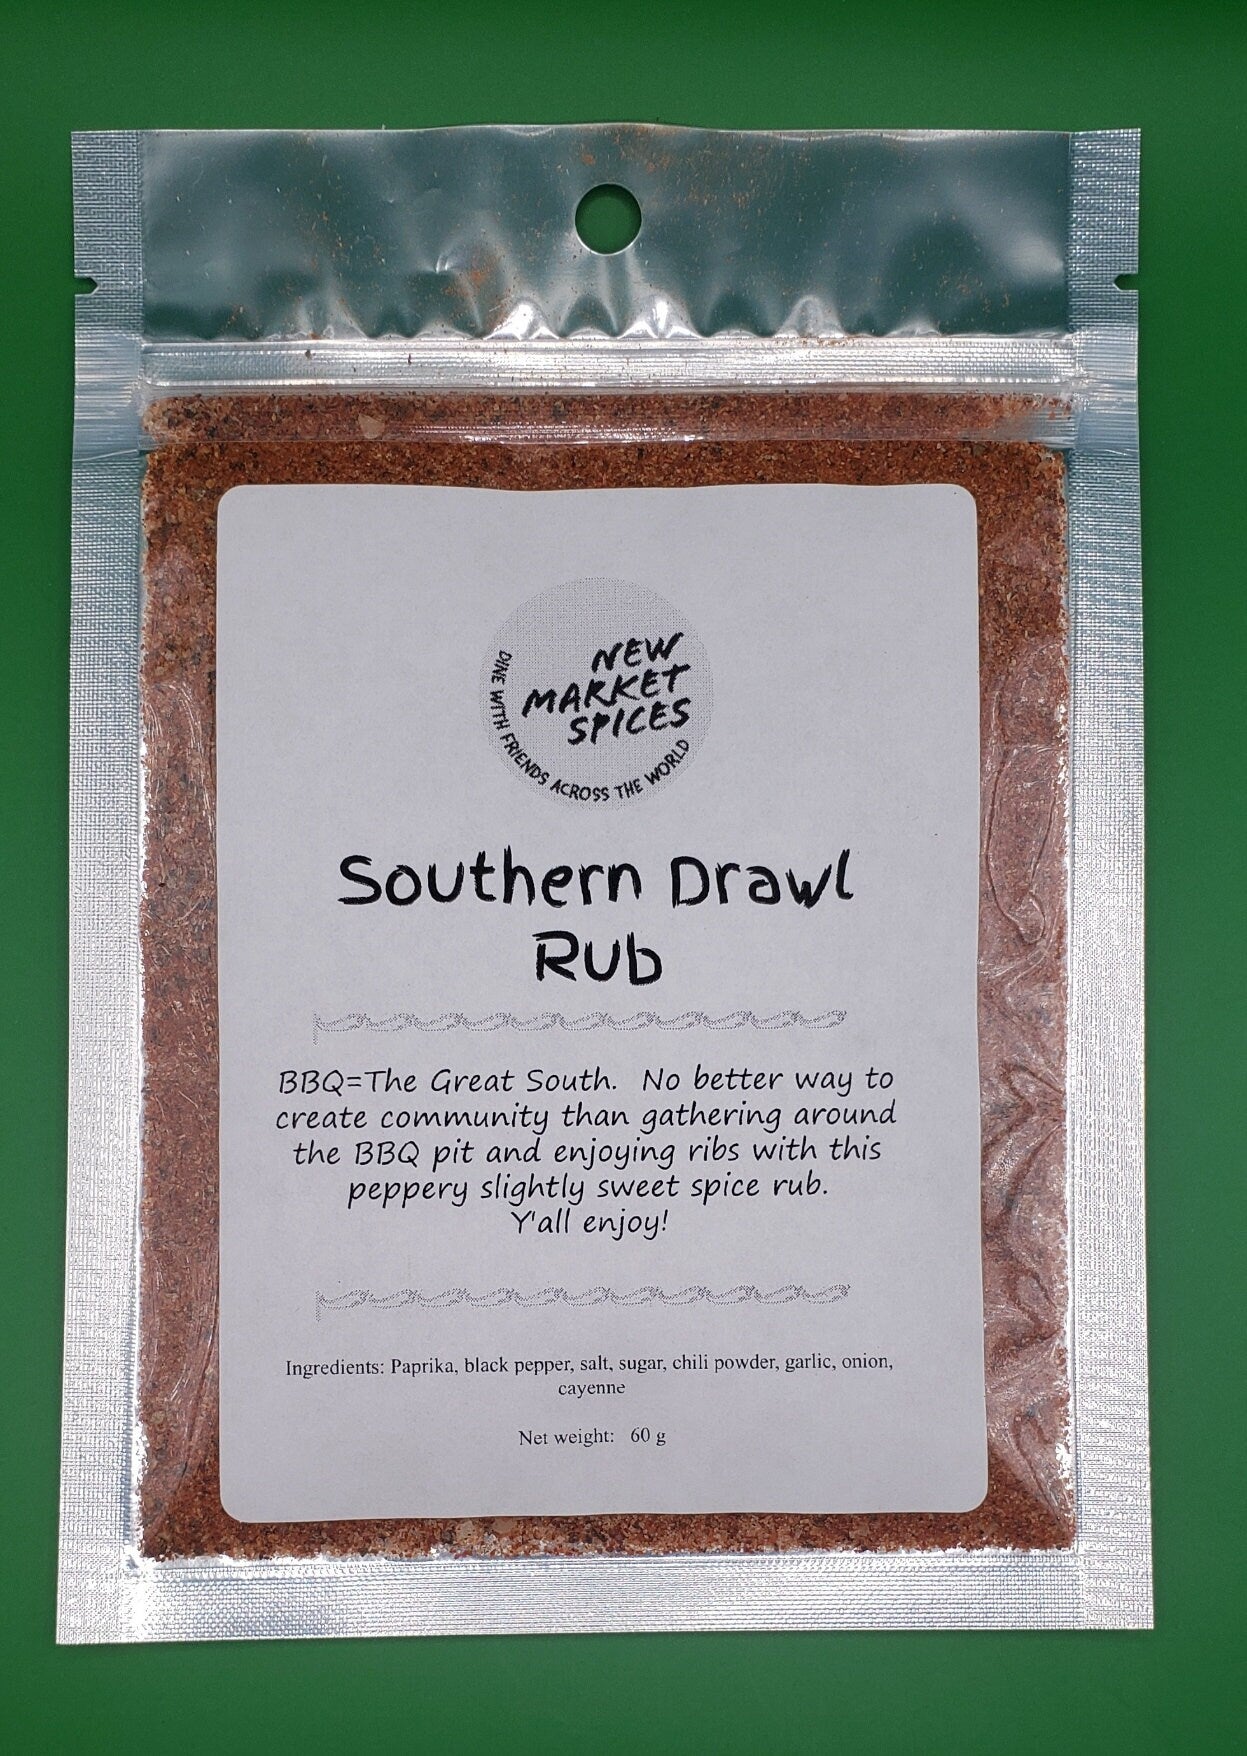 NEW
MARKET
SPICES
DINE WITH FRIENDS ACROSS THE WORLD
Southern Drawl
Rub
BBQ=The Great South.  No better way to
create community than gathering around
the BBQ pit and enjoying ribs with this
peppery slightly sweet spice rub.
Y'all enjoy!
Ingredients: Paprika, black pepper, salt, sugar, chili powder, garlic, onion,
cayenne
Net weight:   60 g